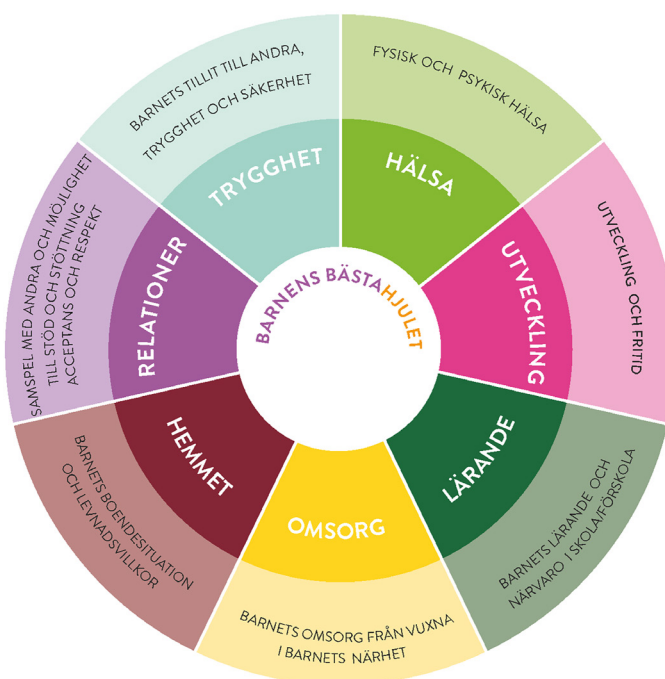 BARNENS BÄSTAHJULET
HÄLSA
FYSISK OCH PSYKISK HÄLSA
UTVECKLING
UTVECKLING OCH FRITID
LÄRANDE
BARNETS LÄRANDE OCH
NÄRVARO I SKOLA/FÖRSKOLA
OMSORG
BARNETS OMSORG FRÅN VUXNA
I BARNETS NÄRHET
HEMMET
BARNETS BOENDESITUATION
OCH LEVNADSVILLKOR
RELATIONER
SAMSPEL MED ANDRA OCH MÖJLIGHET
TILL STÖD OCH STÖTTNING
ACCEPTANS OCH RESPEKT
TRYGGHET
BARNETS TILLIT TILL ANDRA,
TRYGGHET OCH SÄKERHET